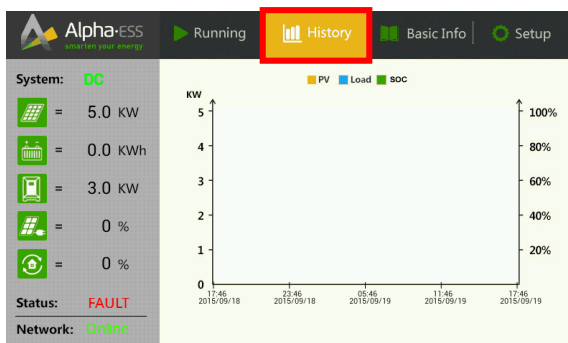 Alpha·ESS
smarten your energy
Running
History
Basic Info
Setup
System: DC
= 5.0 KW
= 0.0 KWh
= 3.0 KW
= 0 %
= 0 %
Status: FAULT
Network: Online
PV Load SOC
KW
5
4
3
2
1
0
100%
80%
60%
40%
20%
17:46
2015/09/18
23:46
2015/09/18
05:46
2015/09/19
11:46
2015/09/19
17:46
2015/09/19